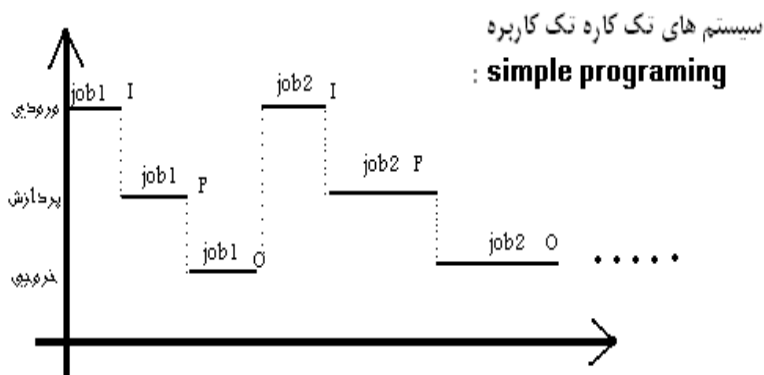 سیستم های تک کاره تک کاربره
: simple programing
job1 I
job2 I
ورودی
job1 P
job2 P
پردازش
job1 O
job2 O .....
خروجی